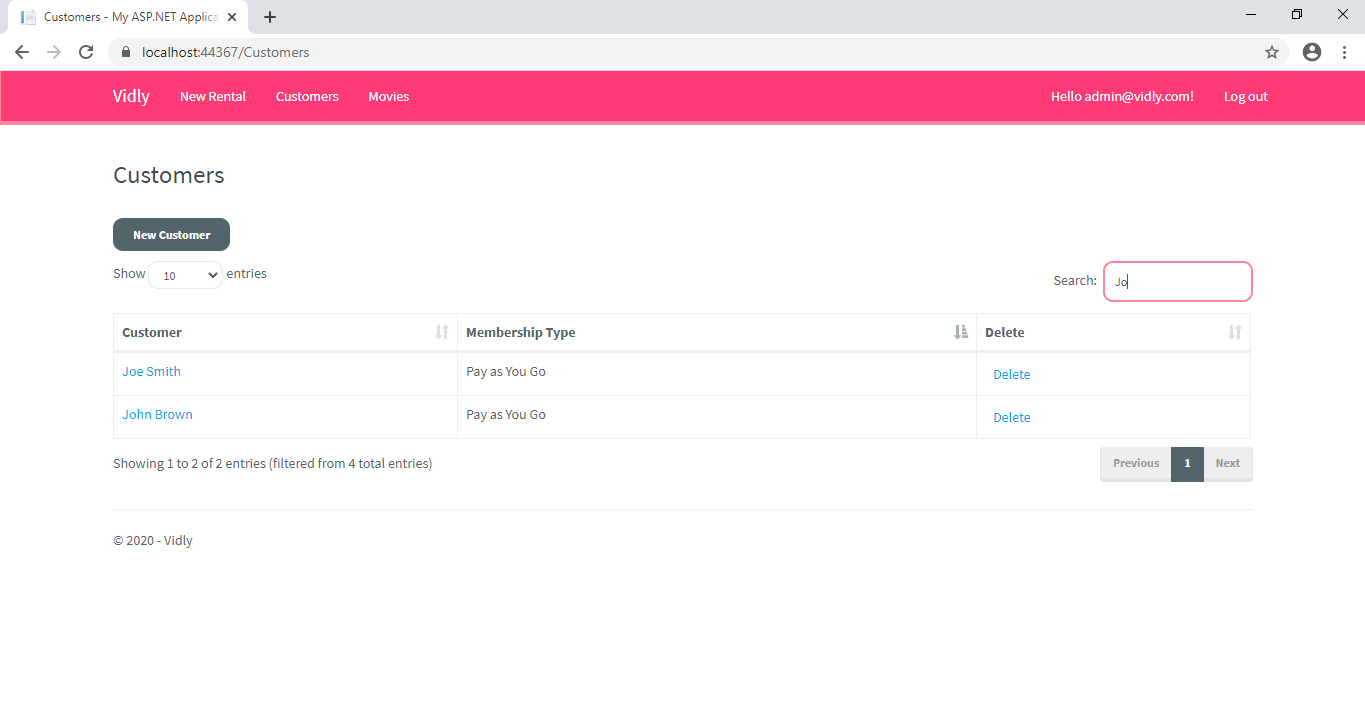 Customers - My ASP.NET Applica
localhost:44367/Customers
Vidly New Rental Customers Movies Hello admin@vidly.com! Log out
Customers
New Customer
Show 10 entries Search: Jo
Customer Membership Type Delete
Joe Smith Pay as You Go Delete
John Brown Pay as You Go Delete
Showing 1 to 2 of 2 entries (filtered from 4 total entries) Previous 1 Next
© 2020 - Vidly